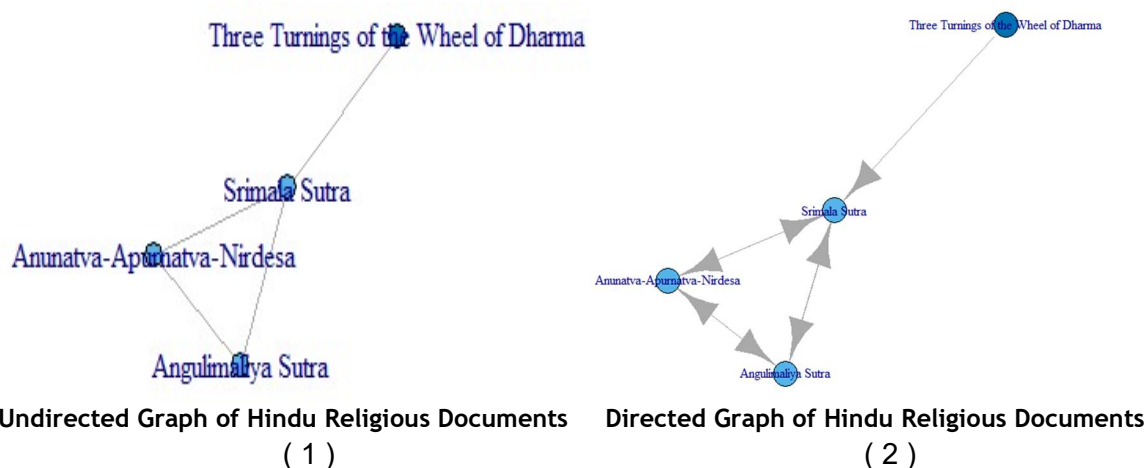 Three Turnings of the Wheel of Dharma
Srimala Sutra
Anunatva-Apurnatva-Nirdesa
Angulimaliya Sutra
Undirected Graph of Hindu Religious Documents
( 1 )
Three Turnings of the Wheel of Dharma
Srimala Sutra
Anunatva-Apurnatva-Nirdesa
Angulimaliya Sutra
Directed Graph of Hindu Religious Documents
( 2 )